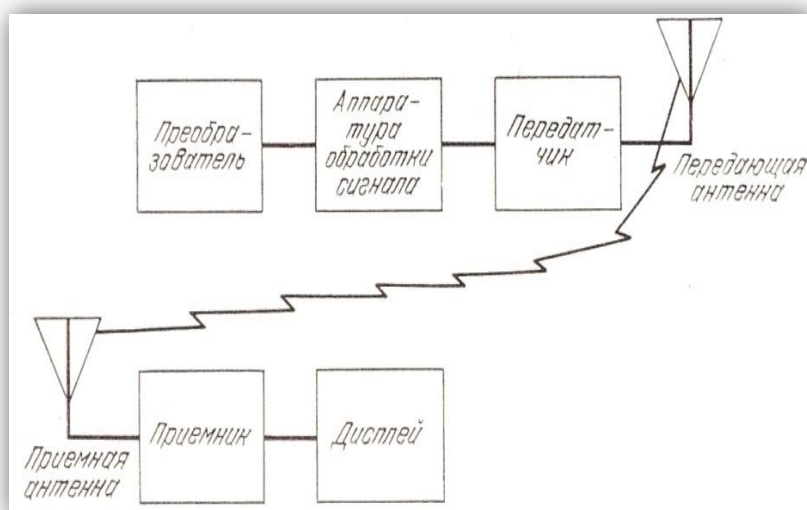 Преобра-
зователь
Аппара-
тура
обработки
сигнала
Передат-
чик
Передающая
антенна
Приемная
антенна
Приемник
Дисплей